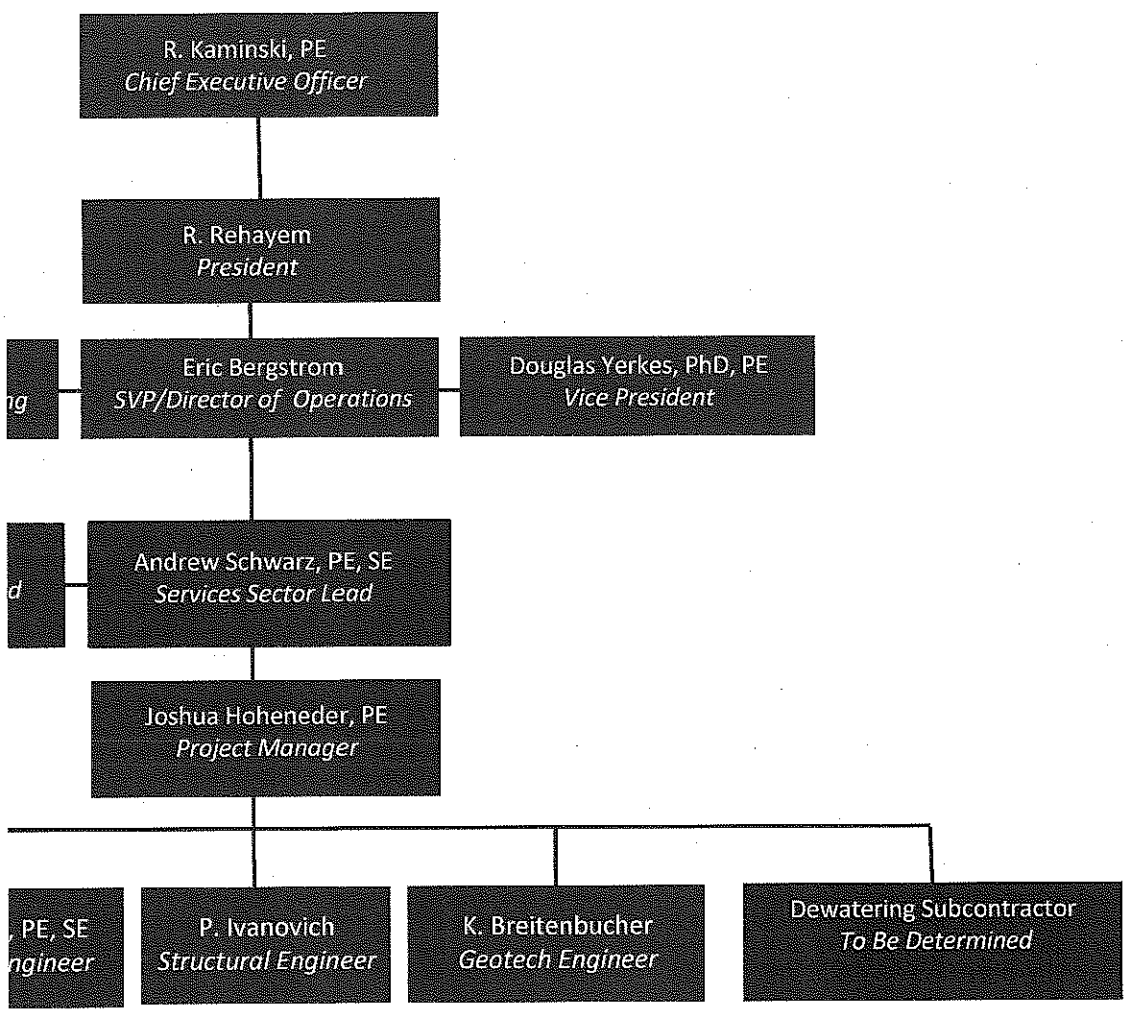 R. Kaminski, PE
Chief Executive Officer
R. Rehayem
President
ng
Eric Bergstrom
SVP/Director of Operations
Douglas Yerkes, PhD, PE
Vice President
d
Andrew Schwarz, PE, SE
Services Sector Lead
Joshua Hoheneder, PE
Project Manager
, PE, SE
ngineer
P. Ivanovich
Structural Engineer
K. Breitenbucher
Geotech Engineer
Dewatering Subcontractor
To Be Determined